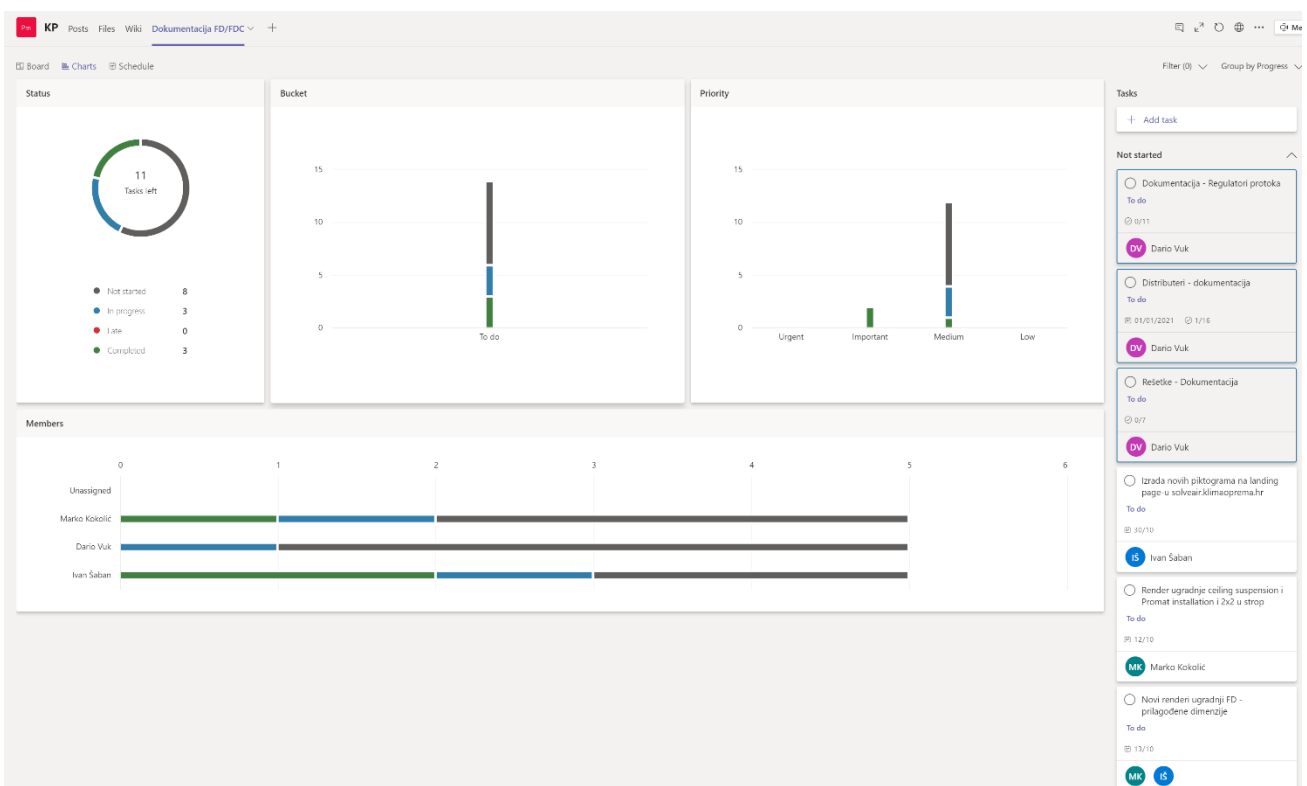 Pm KP Posts Files Wiki Dokumentacija FD/FDC
Me
Board Charts Schedule
Filter (0) Group by Progress
Status
11
Tasks left
Not started 8
In progress 3
Late 0
Completed 3
Bucket
15
10
5
0
To do
Priority
15
10
5
0
Urgent Important Medium Low
Members
0 1 2 3 4 5 6
Unassigned
Marko Kokolić
Dario Vuk
Ivan Šaban
Tasks
Add task
Not started
Dokumentacija - Regulatori protoka
To do
0/11
DV Dario Vuk
Distributeri - dokumentacija
To do
01/01/2021 1/16
DV Dario Vuk
Rešetke - Dokumentacija
To do
0/7
DV Dario Vuk
Izrada novih piktograma na landing
page-u solveair.klimaoprema.hr
To do
30/10
IŠ Ivan Šaban
Render ugradnje ceiling suspension i
Promat installation i 2x2 u strop
To do
12/10
MK Marko Kokolić
Novi renderi ugradnji FD -
prilagođene dimenzije
To do
13/10
MK IŠ